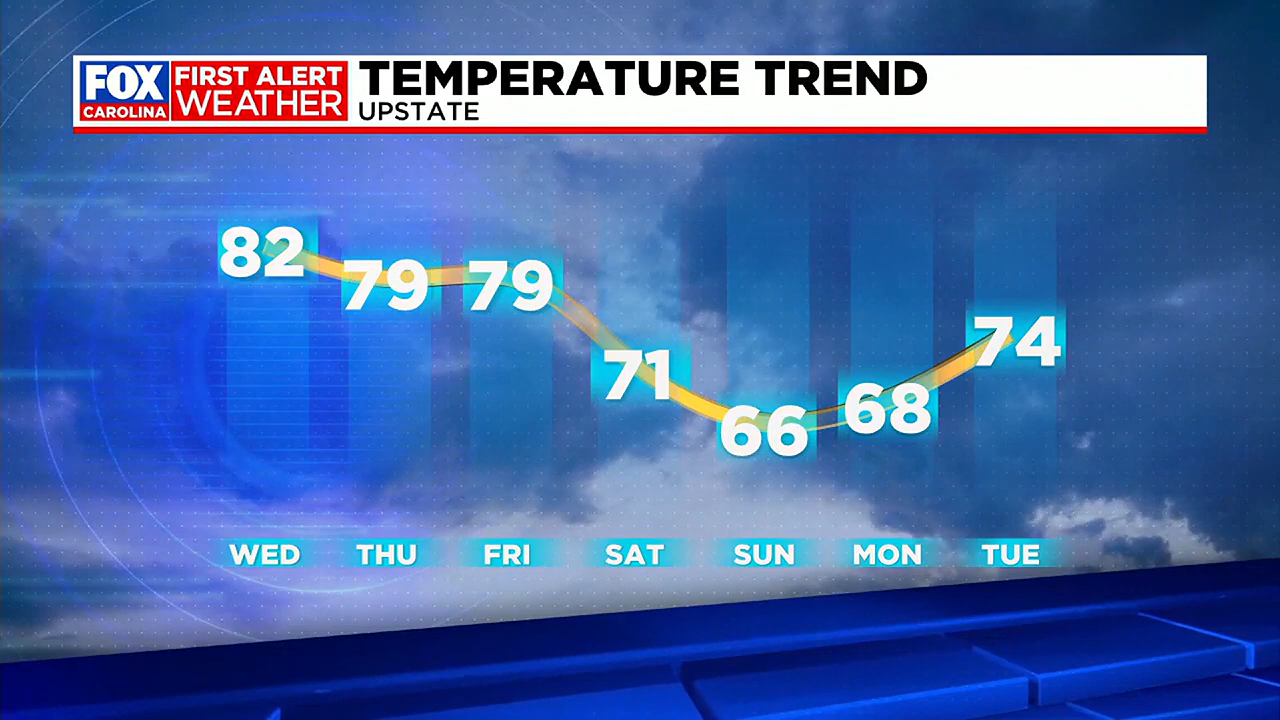 FOX
CAROLINA
FIRST ALERT
WEATHER
TEMPERATURE TREND
UPSTATE
82 79 79 71 66 68 74
WED THU FRI SAT SUN MON TUE